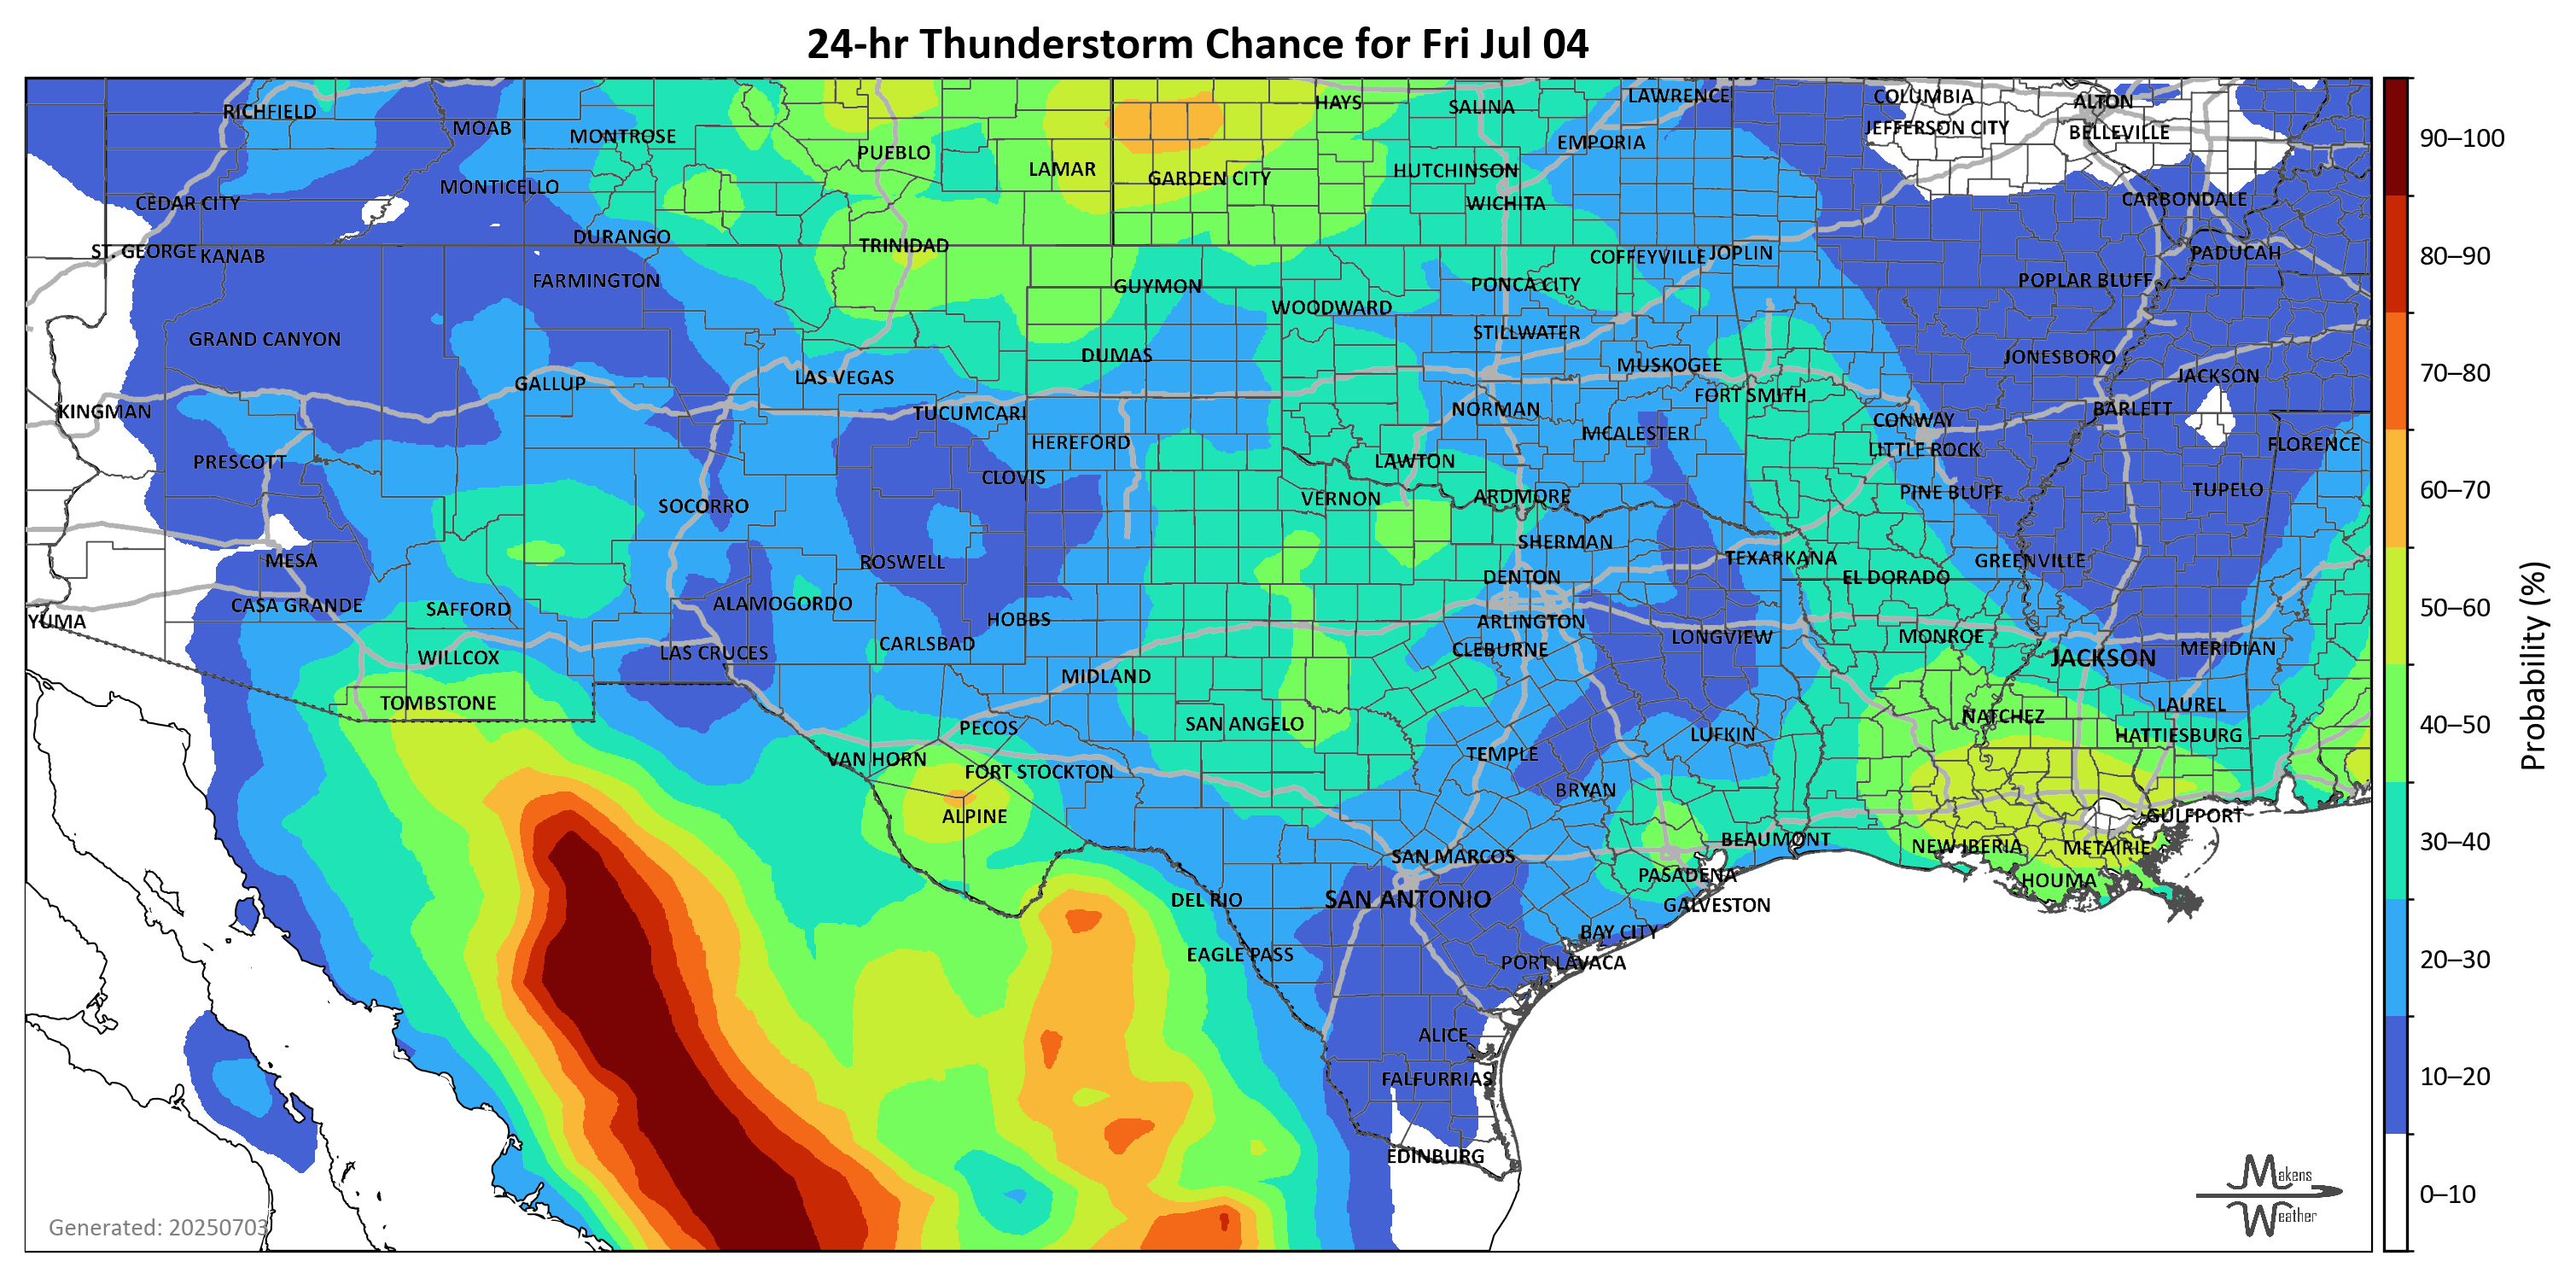 24-hr Thunderstorm Chance for Fri Jul 04
RICHFIELD
MOAB
MONTROSE
PUEBLO
LAMAR
GARDEN CITY
HAYS
SALINA
LAWRENCE
EMPORIA
HUTCHINSON
WICHITA
COLUMBIA
JEFFERSON CITY
ALTON
BELLEVILLE
CARBONDALE
PADUCAH
CEDAR CITY
MONTICELLO
ST. GEORGE
KANAB
DURANGO
FARMINGTON
TRINIDAD
GUYMON
WOODWARD
PONCA CITY
COFFEYVILLE
JOPLIN
POPLAR BLUFF
GRAND CANYON
GALLUP
LAS VEGAS
DUMAS
STILLWATER
MUSKOGEE
FORT SMITH
JONESBORO
JACKSON
BARLETT
KINGMAN
TUCUMCARI
HEREFORD
NORMAN
MCALESTER
CONWAY
LITTLE ROCK
FLORENCE
PRESCOTT
SOCORRO
CLOVIS
LAWTON
VERNON
ARDMORE
PINE BLUFF
TUPELO
MESA
ROSWELL
SHERMAN
TEXARKANA
GREENVILLE
CASA GRANDE
SAFFORD
ALAMOGORDO
HOBBS
DENTON
EL DORADO
YUMA
ARLINGTON
WILLCOX
LAS CRUCES
CARLSBAD
CLEBURNE
LONGVIEW
MONROE
JACKSON
MERIDIAN
TOMBSTONE
MIDLAND
PECOS
SAN ANGELO
NATCHEZ
LAUREL
HATTIESBURG
VAN HORN
FORT STOCKTON
TEMPLE
LUFKIN
ALPINE
BRYAN
BEAUMONT
GULFPORT
NEW IBERIA
METAIRIE
HOUMA
SAN MARCOS
PASADENA
DEL RIO
SAN ANTONIO
GALVESTON
BAY CITY
EAGLE PASS
PORT LAVACA
ALICE
FALFURRIAS
EDINBURG
Generated: 20250703
Makens
Weather
90–100
80–90
70–80
60–70
50–60
40–50
30–40
20–30
10–20
0–10
Probability (%)